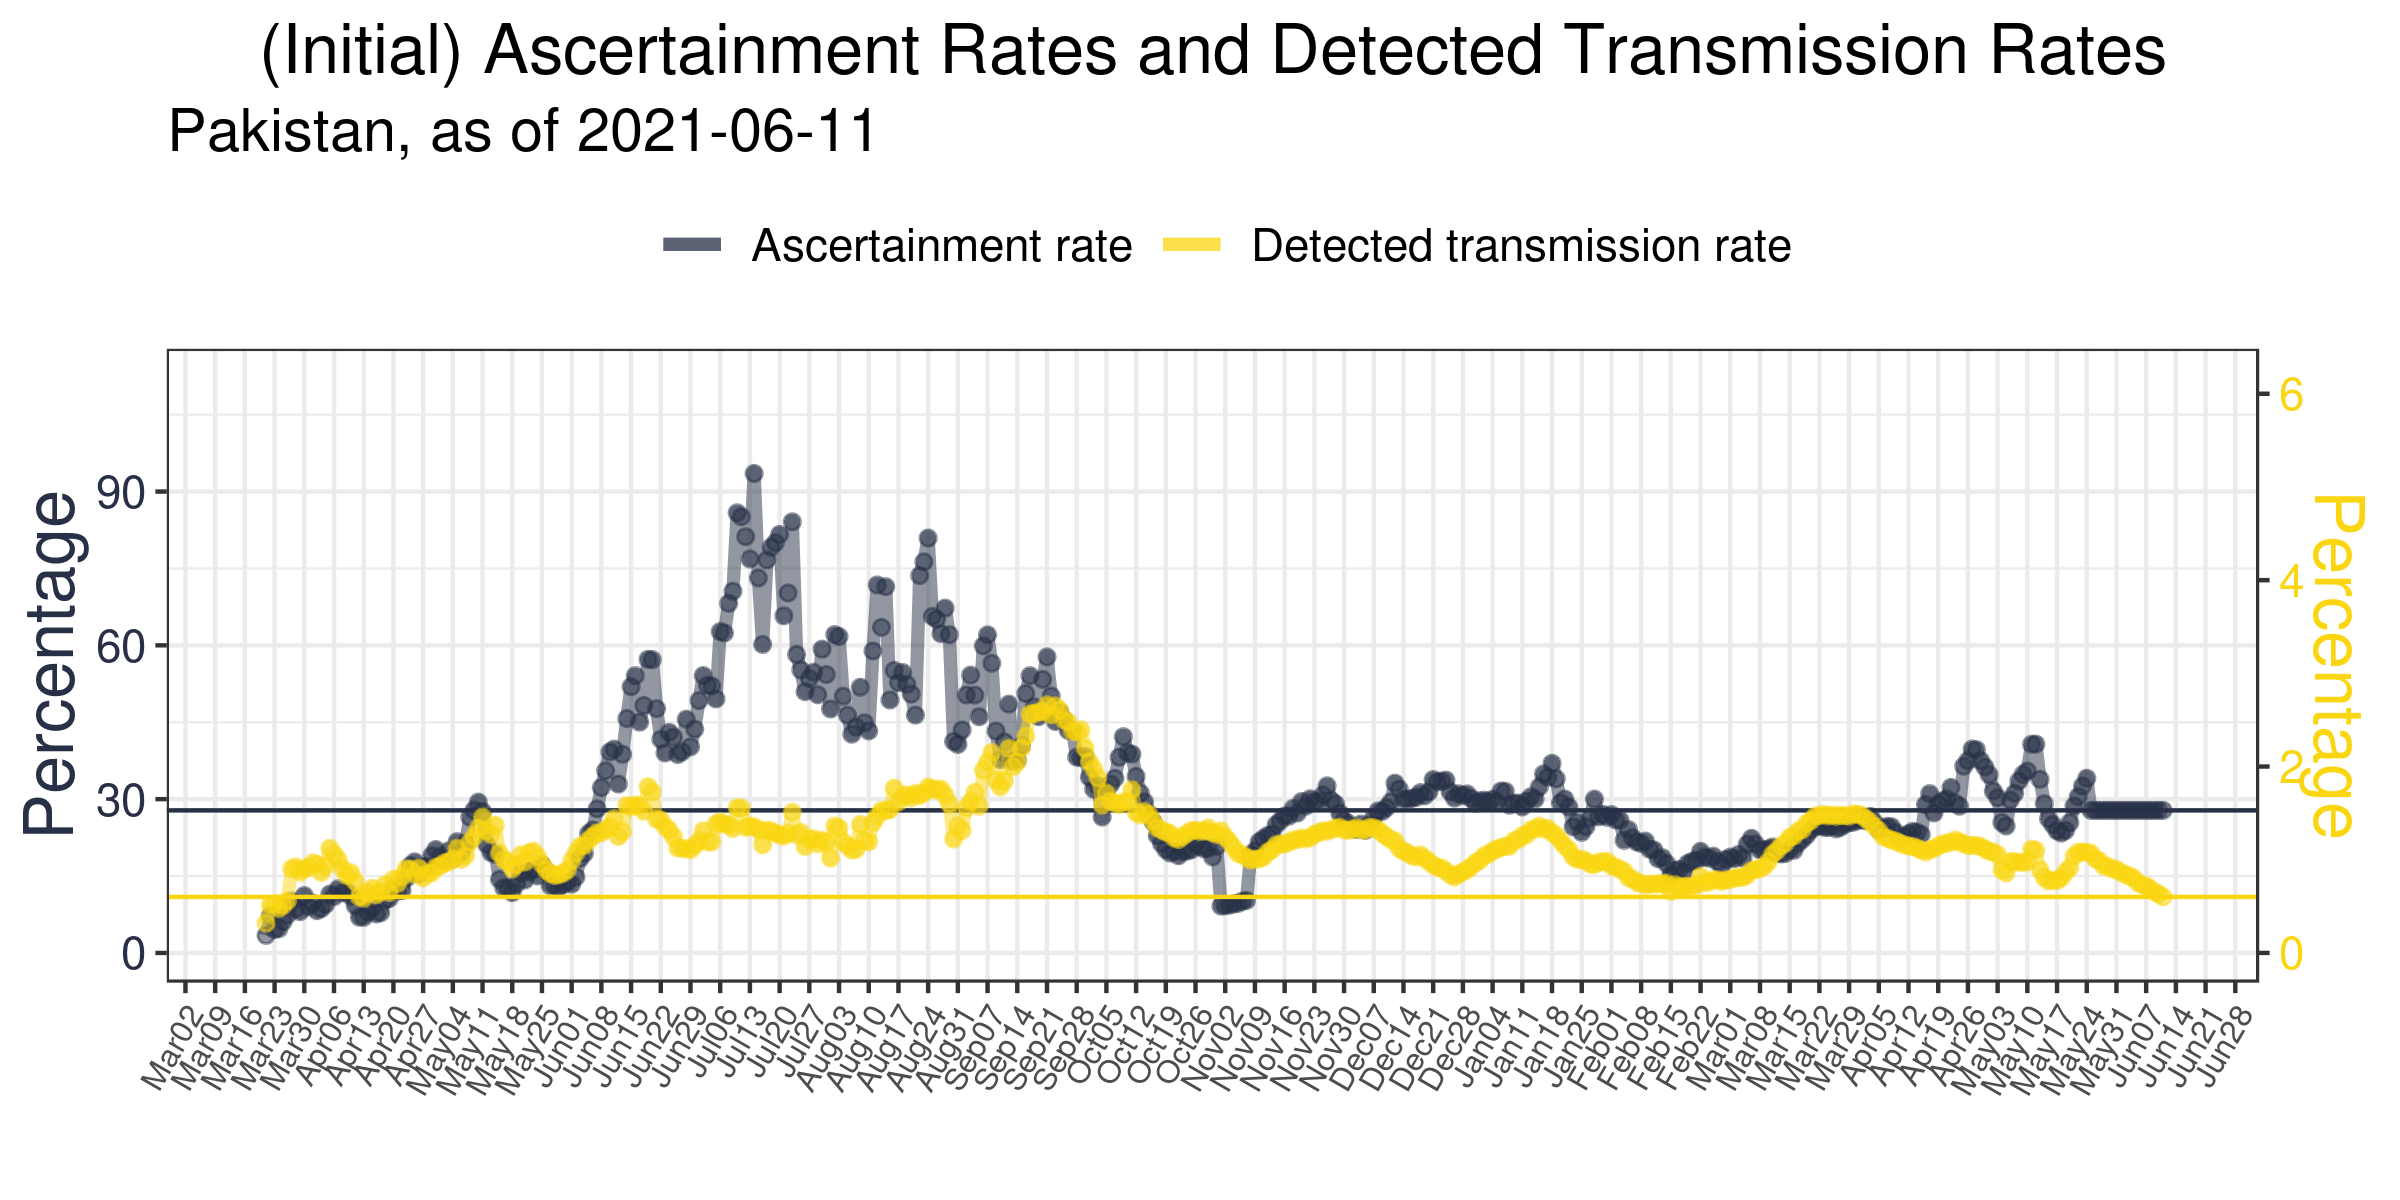 (Initial) Ascertainment Rates and Detected Transmission Rates
Pakistan, as of 2021-06-11
Ascertainment rate Detected transmission rate
Percentage
90
60
30
0
6
4
2
0
Percentage
Mar02 Mar09 Mar16 Mar23 Mar30 Apr06 Apr13 Apr20 Apr27 May04 May11 May18 May25 Jun01 Jun08 Jun15 Jun22 Jun29 Jul06 Jul13 Jul20 Jul27 Aug03 Aug10 Aug17 Aug24 Aug31 Sep07 Sep14 Sep21 Sep28 Oct05 Oct12 Oct19 Oct26 Nov02 Nov09 Nov16 Nov23 Nov30 Dec07 Dec14 Dec21 Dec28 Jan04 Jan11 Jan18 Jan25 Feb01 Feb08 Feb15 Feb22 Mar01 Mar08 Mar15 Mar22 Mar29 Apr05 Apr12 Apr19 Apr26 May03 May10 May17 May24 May31 Jun07 Jun14 Jun21 Jun28